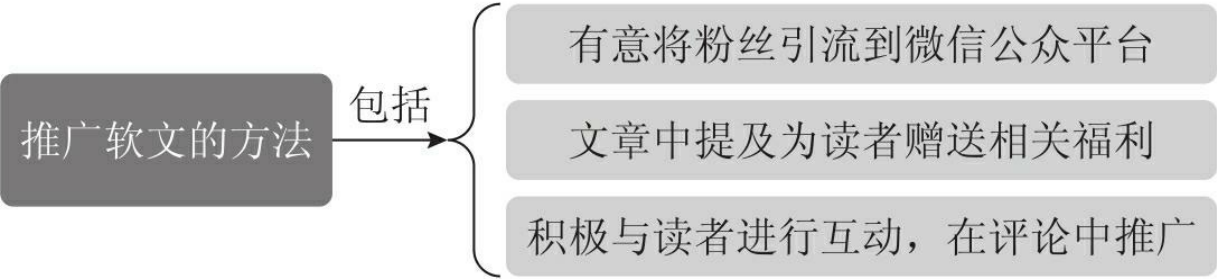 推广软文的方法
包括
有意将粉丝引流到微信公众平台
文章中提及为读者赠送相关福利
积极与读者进行互动，在评论中推广